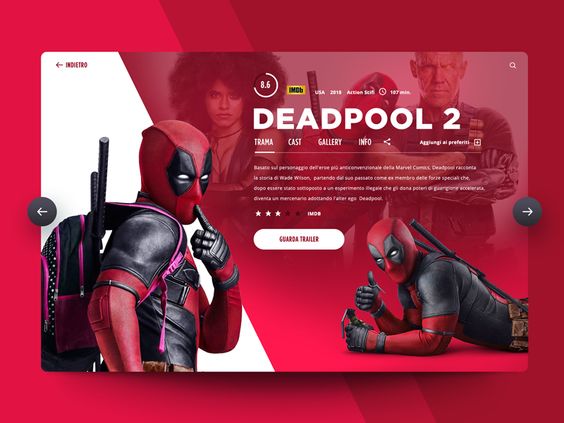 INDIETRO
8.6
IMDb
USA 2018 Action Scifi 107 min.
DEADPOOL 2
TRAMA CAST GALLERY INFO Aggiungi ai preferiti
Basato sul personaggio dell'eroe più anticonvenzionale della Marvel Comics, Deadpool racconta
la storia di Wade Wilson, partendo dal suo passato come ex membro delle forze speciali che,
dopo essere stato sottoposto a un esperimento illegale che gli dona poteri di guarigione accelerata,
diventa un mercenario adottando l'alter ego Deadpool.
IMDB
GUARDA TRAILER